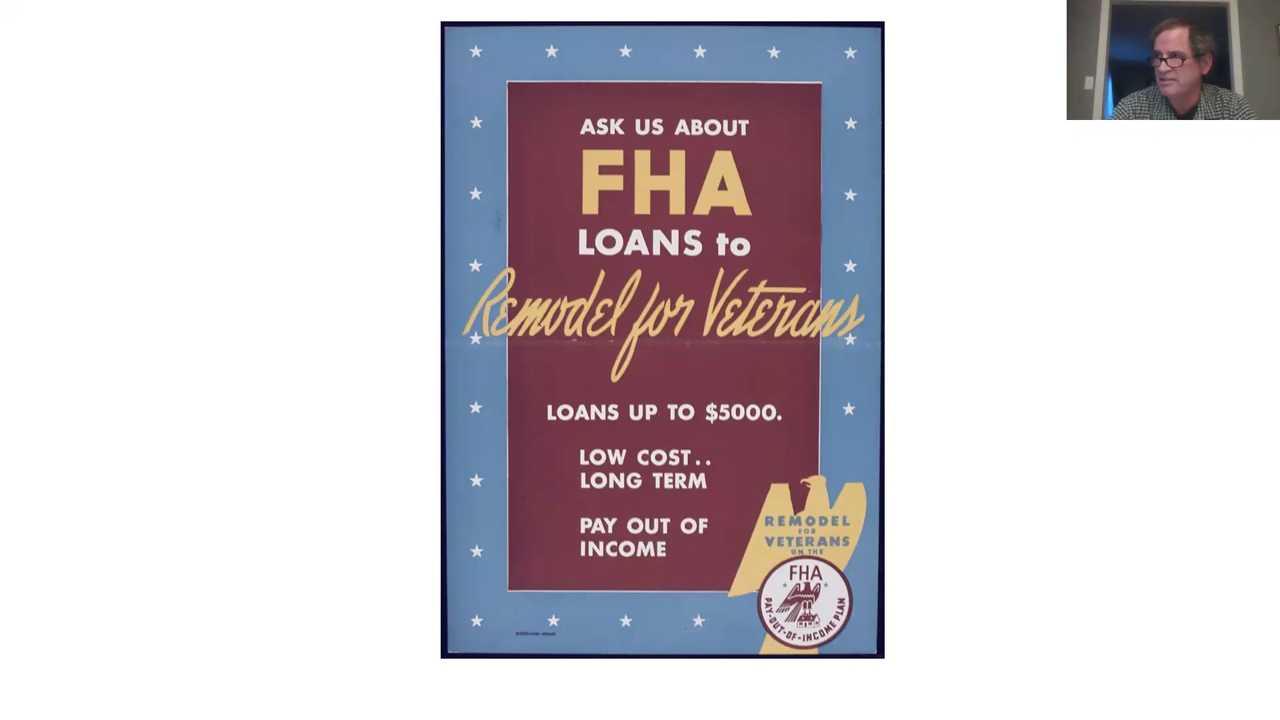 ASK US ABOUT
FHA
LOANS to
Remodel for Veterans
LOANS UP TO $5000.
LOW COST..
LONG TERM
PAY OUT OF
INCOME
REMODEL
FOR
VETERANS
ON THE
FHA
PAY-OUT-OF-INCOME PLAN